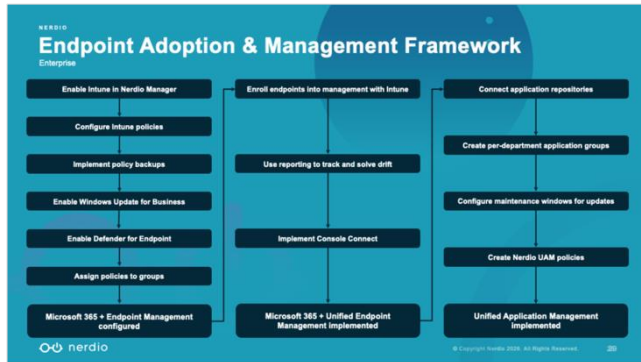 NERDIO
Endpoint Adoption & Management Framework
Enterprise
Enable Intune in Nerdio Manager
Configure Intune policies
Implement policy backups
Enable Windows Update for Business
Enable Defender for Endpoint
Assign policies to groups
Microsoft 365 + Endpoint Management
configured
Enroll endpoints into management with Intune
Use reporting to track and solve drift
Implement Console Connect
Microsoft 365 + Unified Endpoint
Management implemented
Connect application repositories
Create per-department application groups
Configure maintenance windows for updates
Create Nerdio UAM policies
Unified Application Management
implemented
nerdio
© Copyright Nerdio 2026. All Rights Reserved.